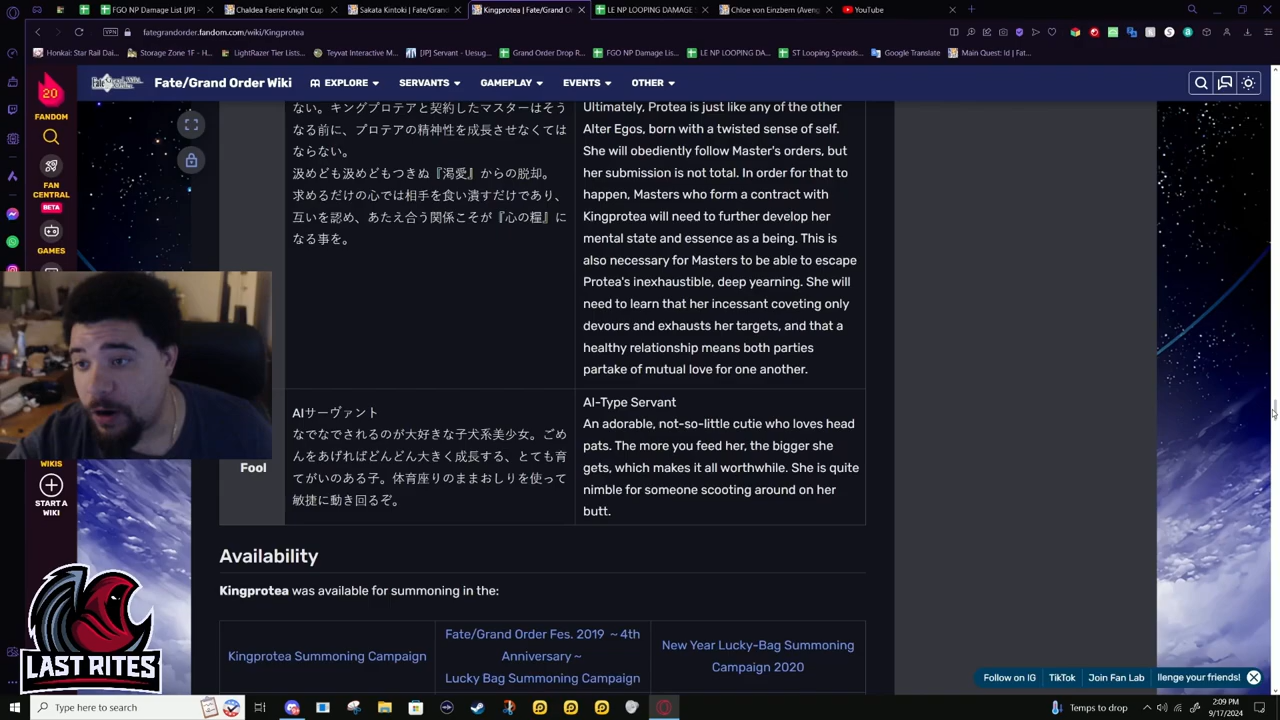 FGO NP Damage List [JP]
Chaldea Faerie Knight Cup
Sakata Kintoki | Fate/Grand
Kingprotea | Fate/Grand Or
LE NP LOOPING DAMAGE
Chloe von Einzbern (Aveng
YouTube
VPN
fategrandorder.fandom.com/wiki/Kingprotea
Honkai: Star Rail Dai...
Storage Zone 1F - H...
LightRazer Tier Lists...
Teyvat Interactive M...
[JP] Servant - Uesug...
Grand Order Drop R...
FGO NP Damage Lis...
LE NP LOOPING DA...
ST Looping Spreads...
Google Translate
Main Quest: Id | Fat...
20
FANDOM
FAN
CENTRAL
BETA
GAMES
WIKIS
START A
WIKI
Fate/Grand Order Wiki
EXPLORE
SERVANTS
GAMEPLAY
EVENTS
OTHER
ない。キングプロテアと契約したマスターはそう
なる前に、プロテアの精神性を成長させなくては
ならない。
汲めども汲めどもつきぬ『渇愛』からの脱却。
求めるだけの心では相手を食い潰すだけであり、
互いを認め、あたえ合う関係こそが『心の糧』に
なる事を。
Ultimately, Protea is just like any of the other
Alter Egos, born with a twisted sense of self.
She will obediently follow Master's orders, but
her submission is not total. In order for that to
happen, Masters who form a contract with
Kingprotea will need to further develop her
mental state and essence as a being. This is
also necessary for Masters to be able to escape
Protea's inexhaustible, deep yearning. She will
need to learn that her incessant coveting only
devours and exhausts her targets, and that a
healthy relationship means both parties
partake of mutual love for one another.
Fool
AIサーヴァント
なでなでされるのが大好きな子犬系美少女。ごめ
んをあげればどんどん大きく成長する、とても育
てがいのある子。体育座りのままおしりを使って
敏捷に動き回るぞ。
AI-Type Servant
An adorable, not-so-little cutie who loves head
pats. The more you feed her, the bigger she
gets, which makes it all worthwhile. She is quite
nimble for someone scooting around on her
butt.
Availability
Kingprotea was available for summoning in the:
Kingprotea Summoning Campaign
Fate/Grand Order Fes. 2019 ～4th
Anniversary～
Lucky Bag Summoning Campaign
New Year Lucky-Bag Summoning
Campaign 2020
LAST RITES
Follow on IG
TikTok
Join Fan Lab
llenge your friends!
Type here to search
Temps to drop
2:09 PM
9/17/2024